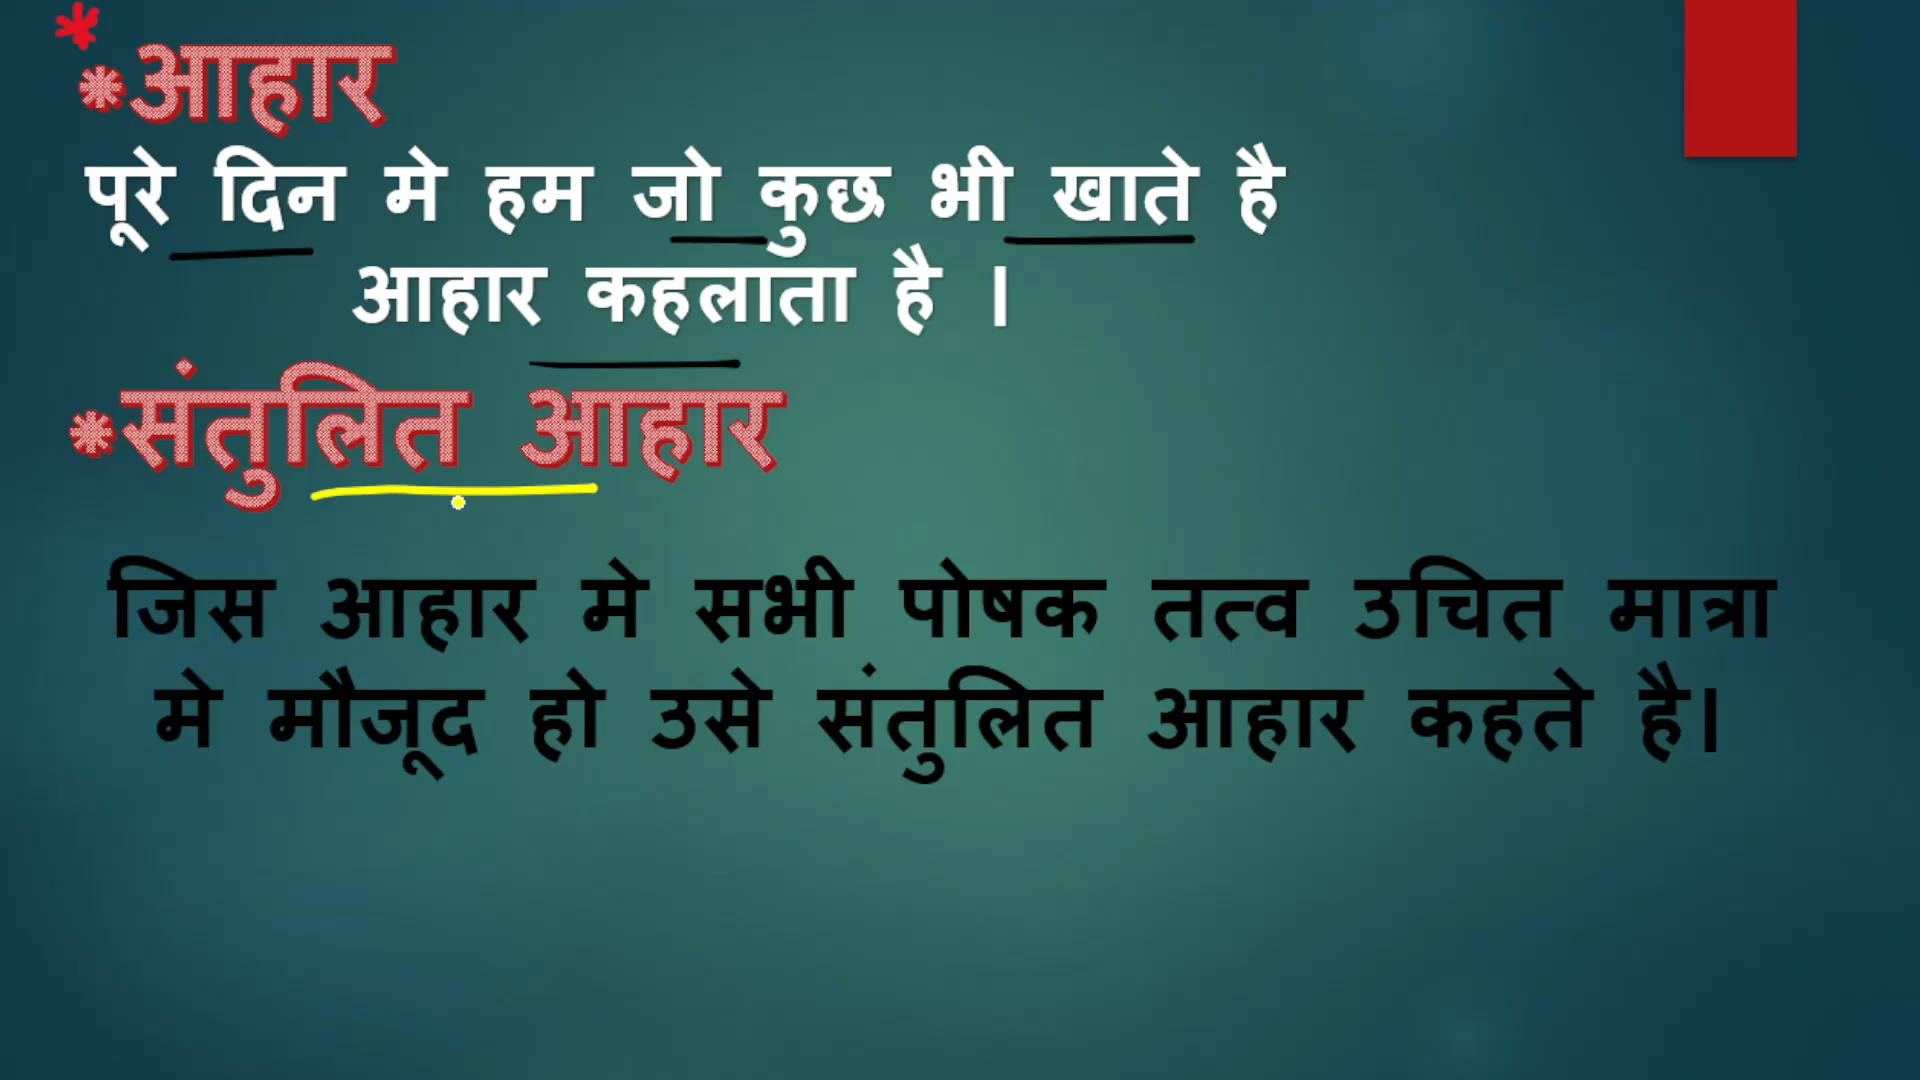 आहार
पूरे दिन मे हम जो कुछ भी खाते है
आहार कहलाता है ।
संतुलित आहार
जिस आहार मे सभी पोषक तत्व उचित मात्रा
मे मौजूद हो उसे संतुलित आहार कहते है।